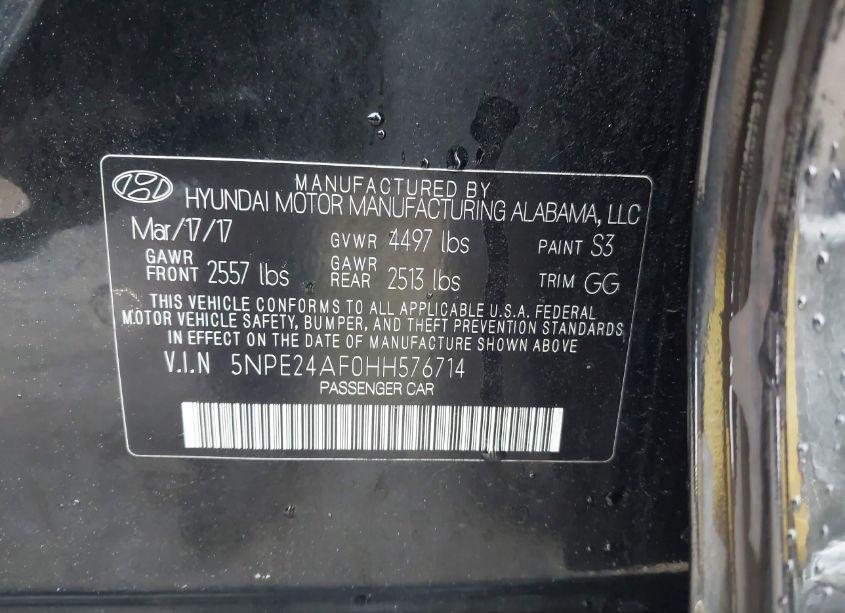 MANUFACTURED BY
HYUNDAI MOTOR MANUFACTURING ALABAMA, LLC
Mar/17/17 GVWR 4497 lbs PAINT S3
GAWR FRONT 2557 lbs GAWR REAR 2513 lbs TRIM GG
THIS VEHICLE CONFORMS TO ALL APPLICABLE U.S.A. FEDERAL
MOTOR VEHICLE SAFETY, BUMPER, AND THEFT PREVENTION STANDARDS
IN EFFECT ON THE DATE OF MANUFACTURE SHOWN ABOVE
V.I.N 5NPE24AF0HH576714
PASSENGER CAR